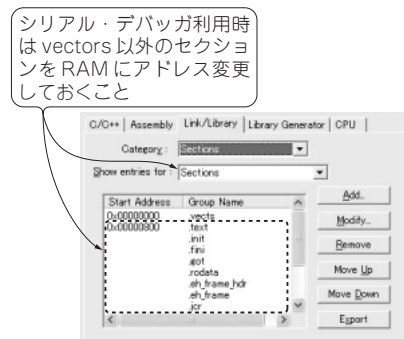 シリアル・デバッガ利用時
は vectors 以外のセクショ
ンを RAM にアドレス変更
しておくこと
C/C++ Assembly Link/Library Library Generator CPU
Category : Sections
Show entries for : Sections
Start Address Group Name
0x00000000 .vects
0x00000800 .text
.init
.fini
.got
.rodata
.eh_frame_hdr
.eh_frame
.jcr
Add...
Modify...
Remove
Move Up
Move Down
Export